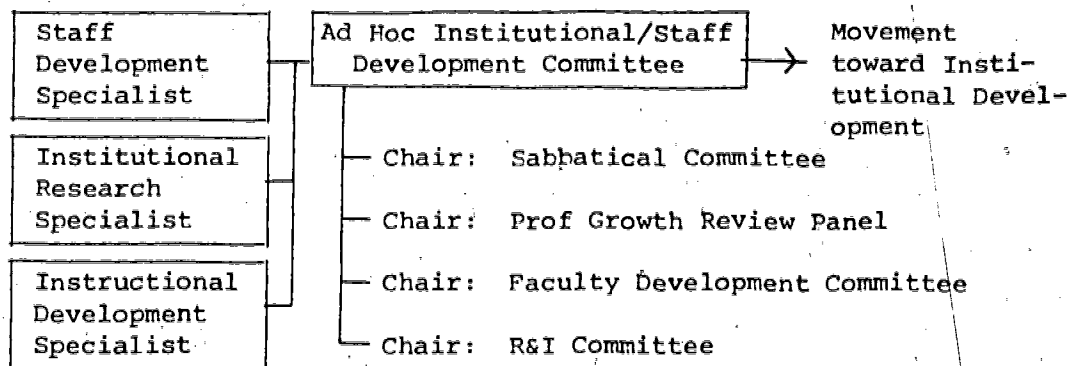 Staff
Development
Specialist
Ad Hoc Institutional/Staff
Development Committee
Movement
toward Insti-
tutional Devel-
opment
Institutional
Research
Specialist
Instructional
Development
Specialist
Chair: Sabbatical Committee
Chair: Prof Growth Review Panel
Chair: Faculty Development Committee
Chair: R&I Committee